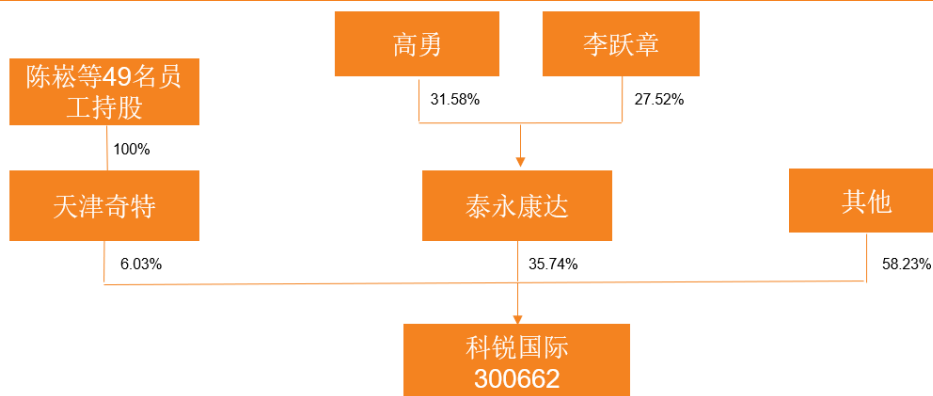 高勇
李跃章
陈崧等49名员
工持股
31.58%
27.52%
100%
天津奇特
泰永康达
其他
6.03%
35.74%
58.23%
科锐国际
300662